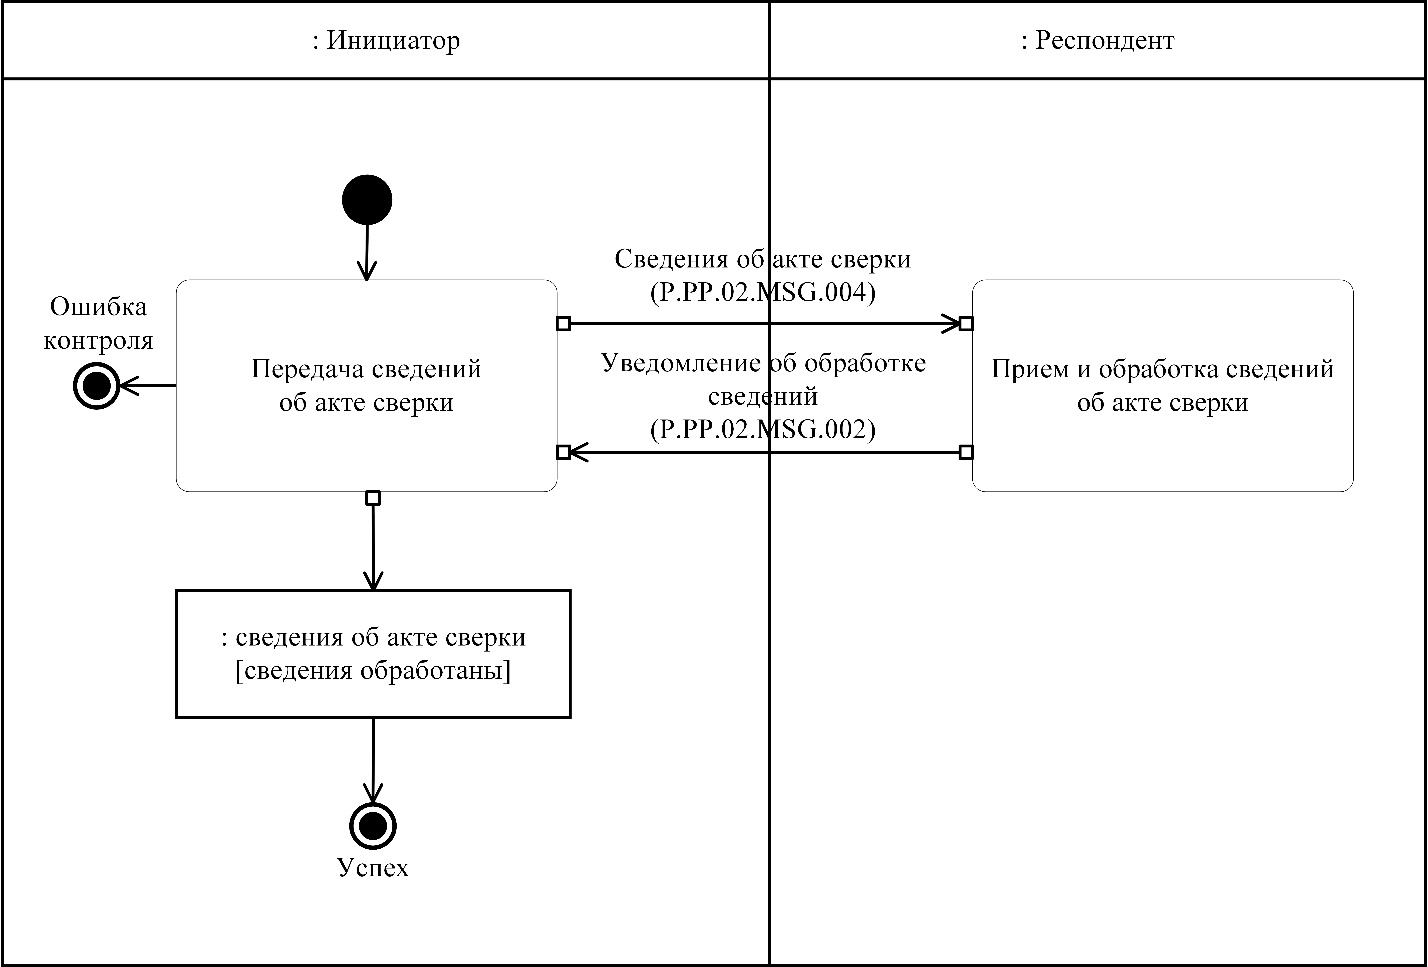 : Инициатор
: Респондент
Сведения об акте сверки
(P.PP.02.MSG.004)
Ошибка
контроля
Передача сведений
об акте сверки
Уведомление об обработке
сведений
(P.PP.02.MSG.002)
Прием и обработка сведений
об акте сверки
: сведения об акте сверки
[сведения обработаны]
Успех